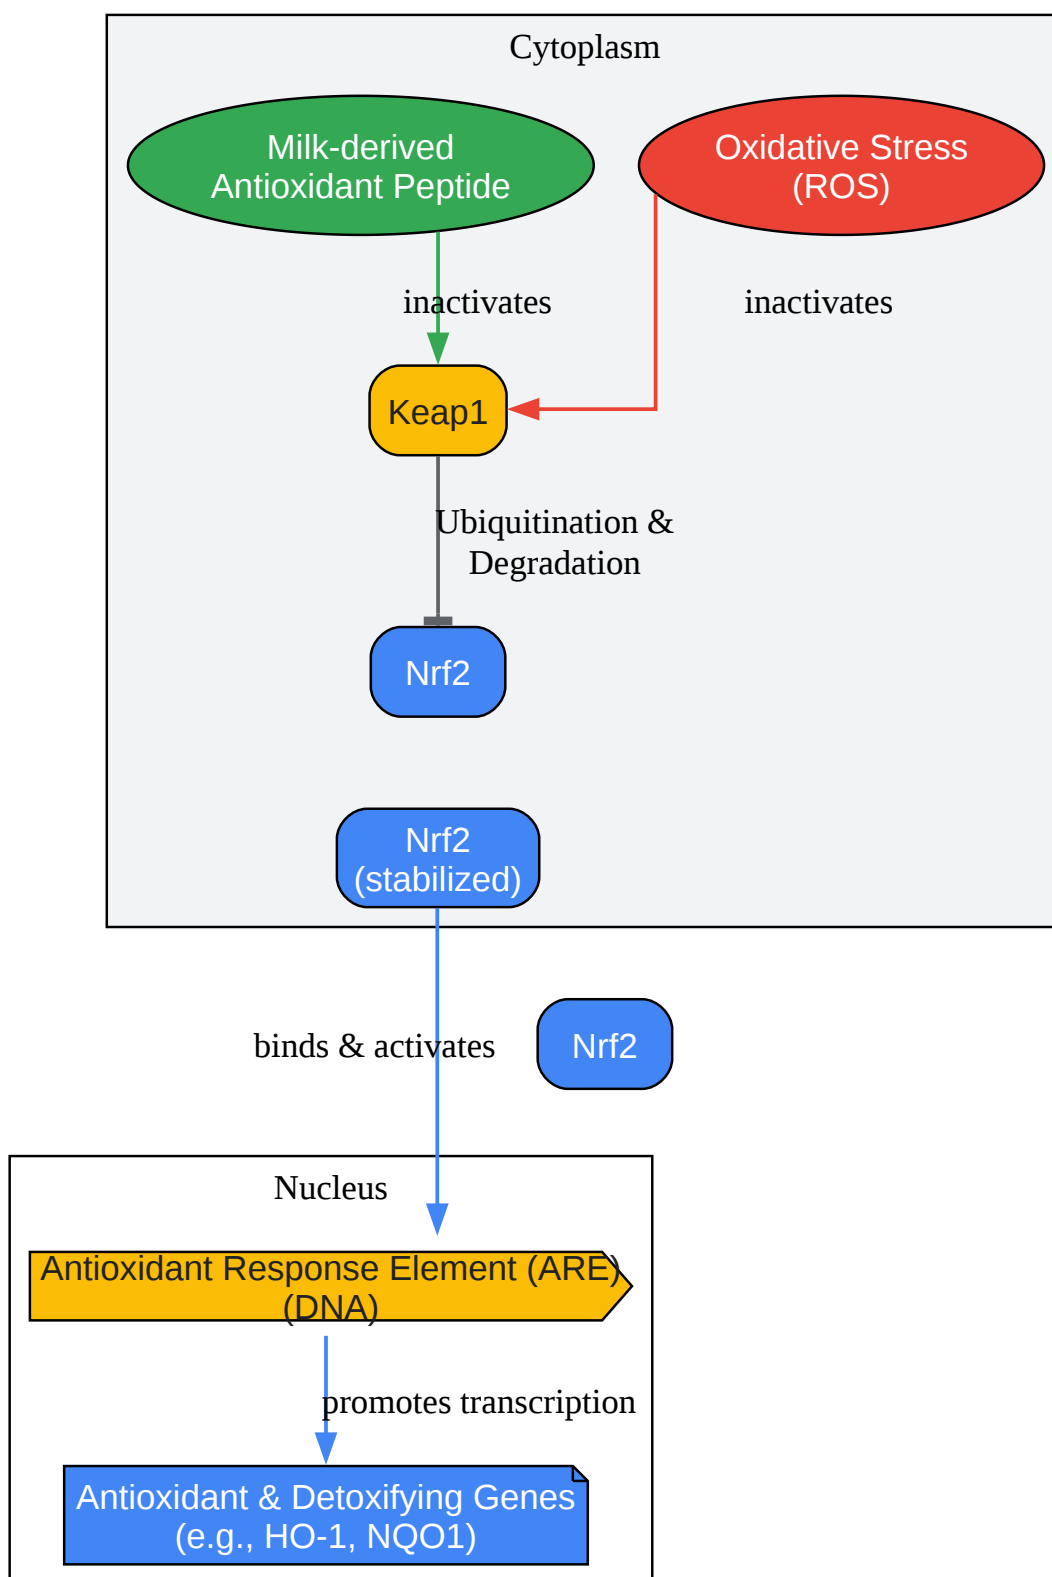 Cytoplasm
Milk-derived
Antioxidant Peptide
Oxidative Stress
(ROS)
inactivates
inactivates
Keap1
Ubiquitination &
Degradation
Nrf2
Nrf2
(stabilized)
binds & activates
Nrf2
Nucleus
Antioxidant Response Element (ARE)
(DNA)
promotes transcription
Antioxidant & Detoxifying Genes
(e.g., HO-1, NQO1)